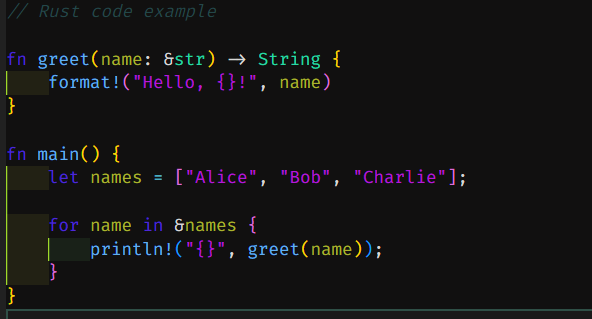 // Rust code example

fn greet(name: &str) -> String {
    format!("Hello, {}!", name)
}

fn main() {
    let names = ["Alice", "Bob", "Charlie"];

    for name in &names {
        println!("{}", greet(name));
    }
}